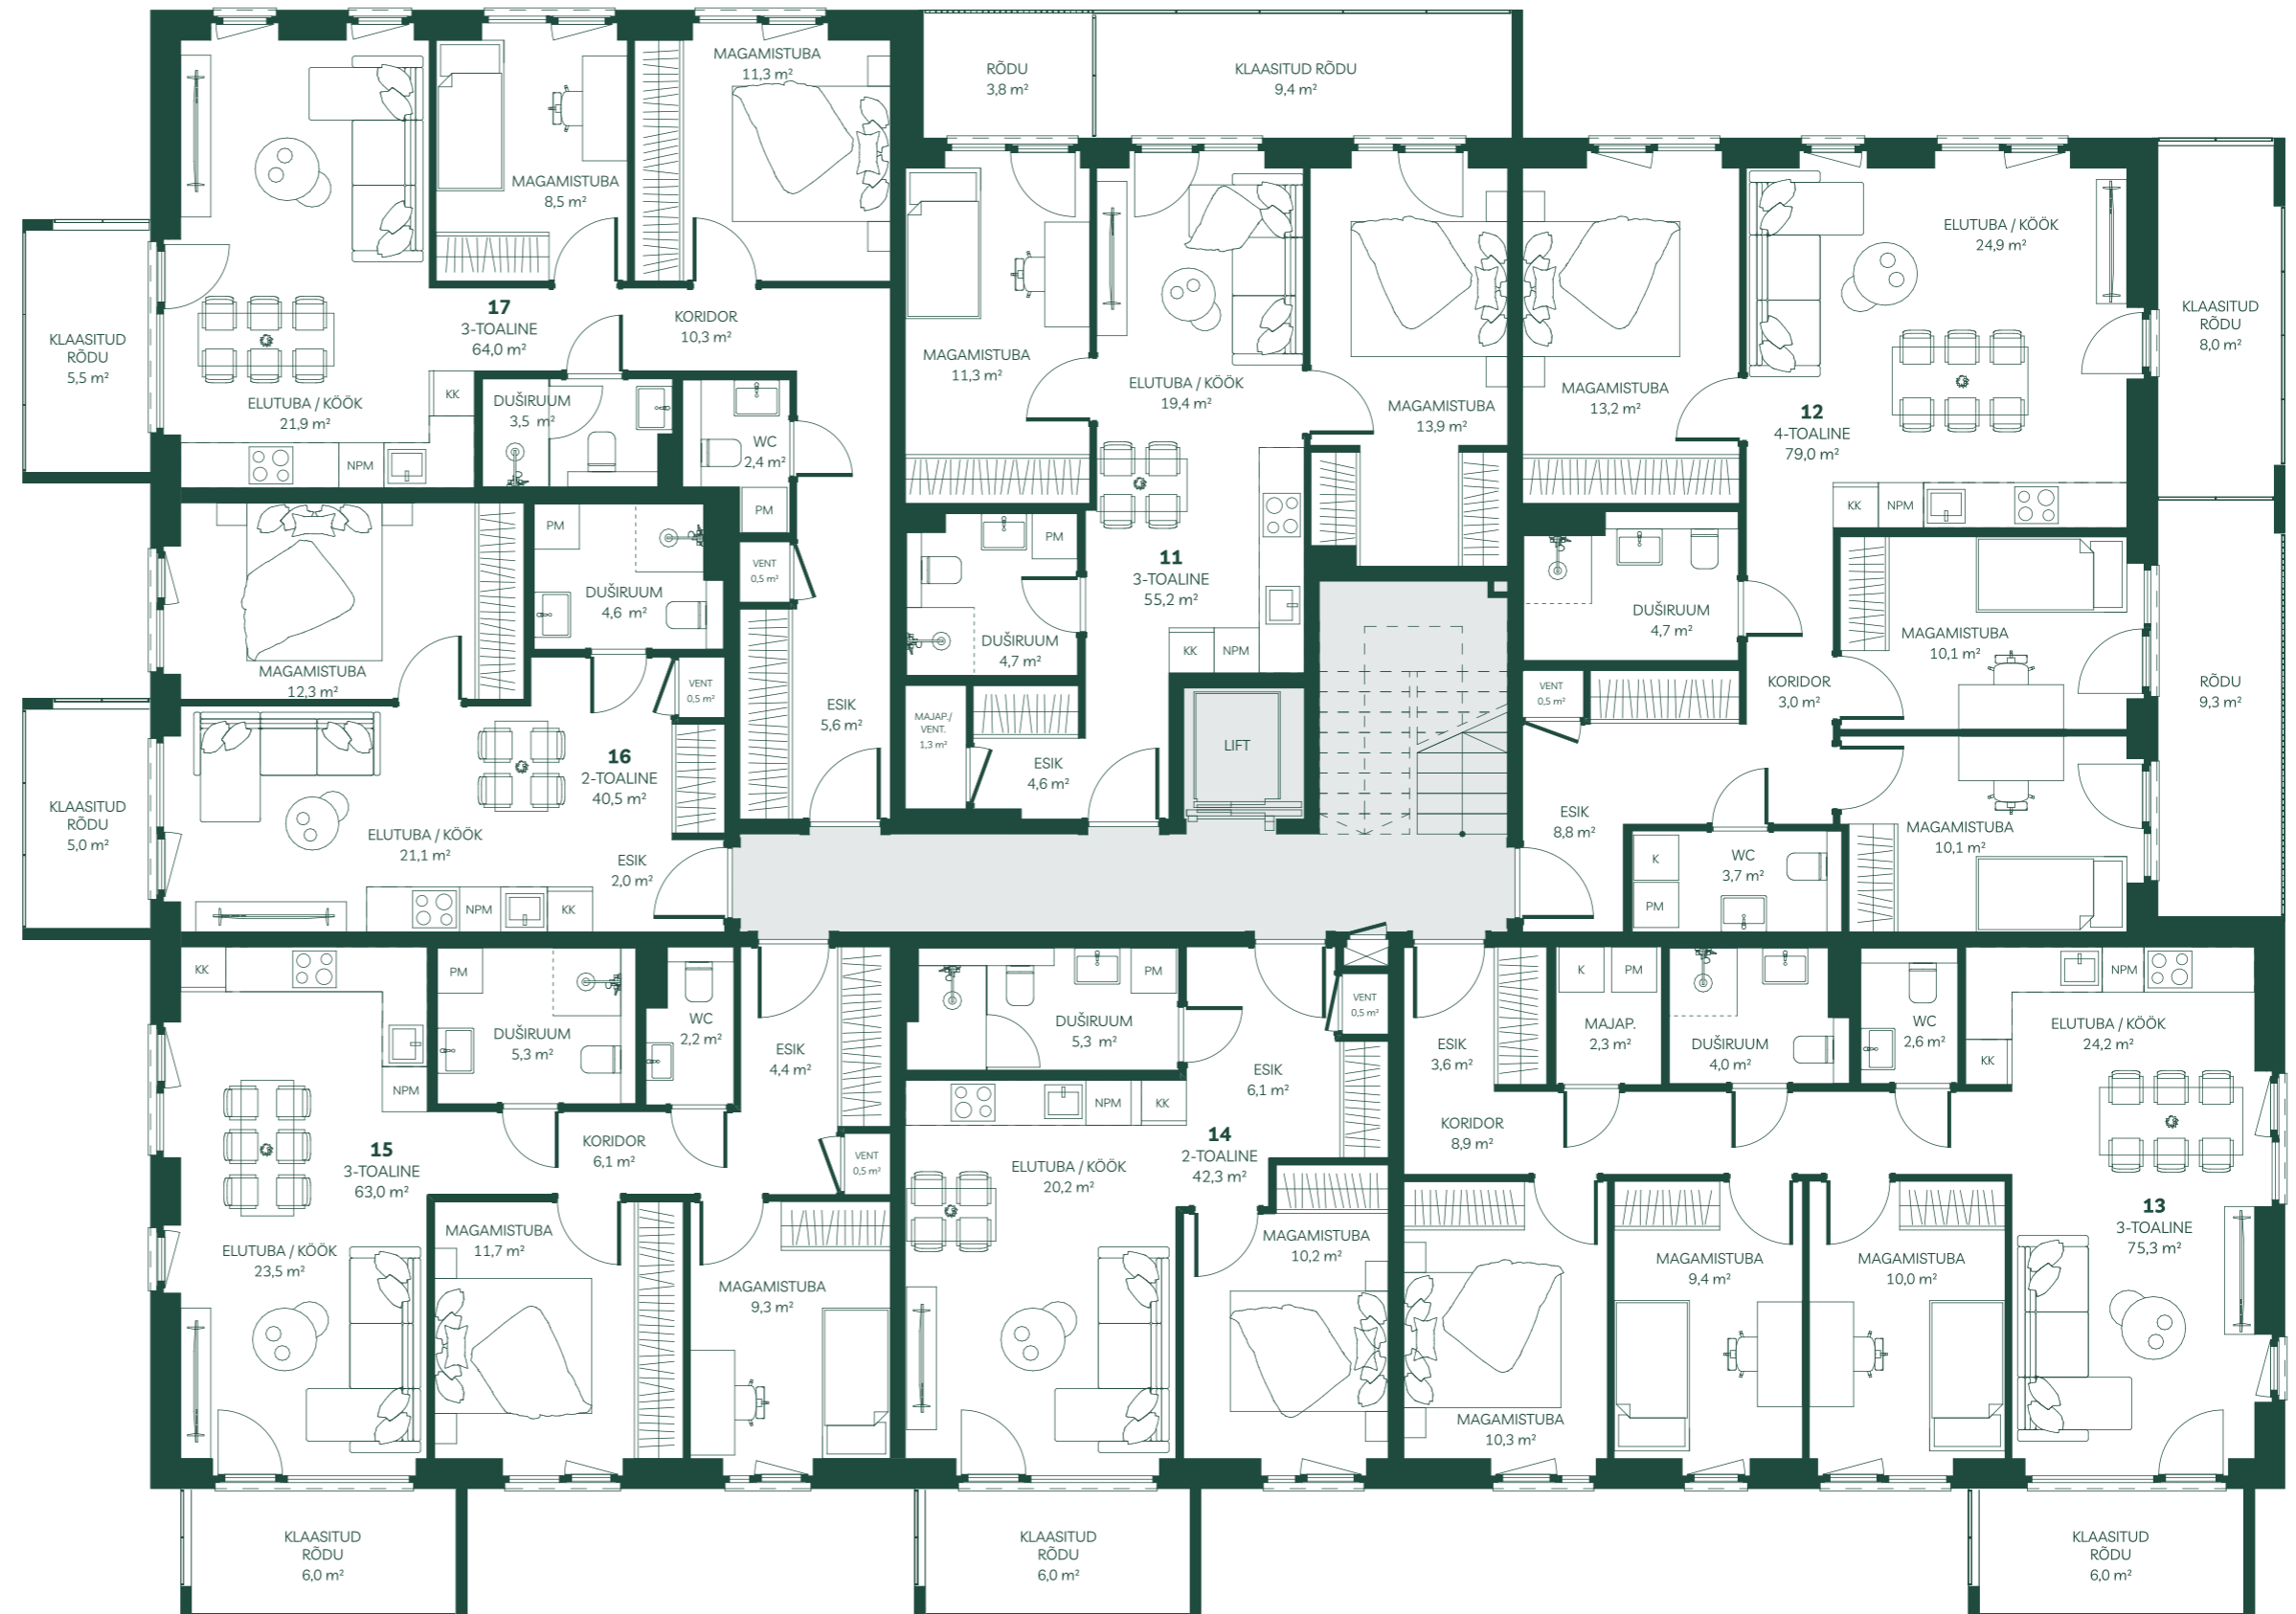 MAGAMISTUBA
11,3 m²
RÕDU
3,8 m²
KLAASITUD RÕDU
9,4 m²
MAGAMISTUBA
8,5 m²
ELUTUBA / KÖÖK
24,9 m²
17
3-TOALINE
64,0 m²
KORIDOR
10,3 m²
KLAASITUD
RÕDU
5,5 m²
KLAASITUD
RÕDU
8,0 m²
MAGAMISTUBA
11,3 m²
ELUTUBA / KÖÖK
19,4 m²
MAGAMISTUBA
13,9 m²
MAGAMISTUBA
13,2 m²
12
4-TOALINE
79,0 m²
ELUTUBA / KÖÖK
21,9 m²
KK
NPM
DUŠIRUUM
3,5 m²
WC
2,4 m²
PM
KK
NPM
PM
DUŠIRUUM
4,6 m²
VENT
0,5 m²
PM
DUŠIRUUM
4,7 m²
11
3-TOALINE
55,2 m²
KK
NPM
DUŠIRUUM
4,7 m²
MAGAMISTUBA
10,1 m²
MAGAMISTUBA
12,3 m²
VENT
0,5 m²
ESIK
5,6 m²
MAJAP./
VENT.
1,3 m²
ESIK
4,6 m²
LIFT
VENT
0,5 m²
KORIDOR
3,0 m²
RÕDU
9,3 m²
KLAASITUD
RÕDU
5,0 m²
16
2-TOALINE
40,5 m²
ELUTUBA / KÖÖK
21,1 m²
ESIK
2,0 m²
NPM
KK
ESIK
8,8 m²
K
PM
WC
3,7 m²
MAGAMISTUBA
10,1 m²
KK
NPM
PM
DUŠIRUUM
5,3 m²
WC
2,2 m²
ESIK
4,4 m²
PM
DUŠIRUUM
5,3 m²
VENT
0,5 m²
ESIK
6,1 m²
ESIK
3,6 m²
K
PM
MAJAP.
2,3 m²
DUŠIRUUM
4,0 m²
WC
2,6 m²
NPM
KK
ELUTUBA / KÖÖK
24,2 m²
15
3-TOALINE
63,0 m²
KORIDOR
6,1 m²
VENT
0,5 m²
NPM
KK
ELUTUBA / KÖÖK
20,2 m²
14
2-TOALINE
42,3 m²
KORIDOR
8,9 m²
13
3-TOALINE
75,3 m²
ELUTUBA / KÖÖK
23,5 m²
MAGAMISTUBA
11,7 m²
MAGAMISTUBA
9,3 m²
MAGAMISTUBA
10,2 m²
MAGAMISTUBA
10,3 m²
MAGAMISTUBA
9,4 m²
MAGAMISTUBA
10,0 m²
KLAASITUD
RÕDU
6,0 m²
KLAASITUD
RÕDU
6,0 m²
KLAASITUD
RÕDU
6,0 m²